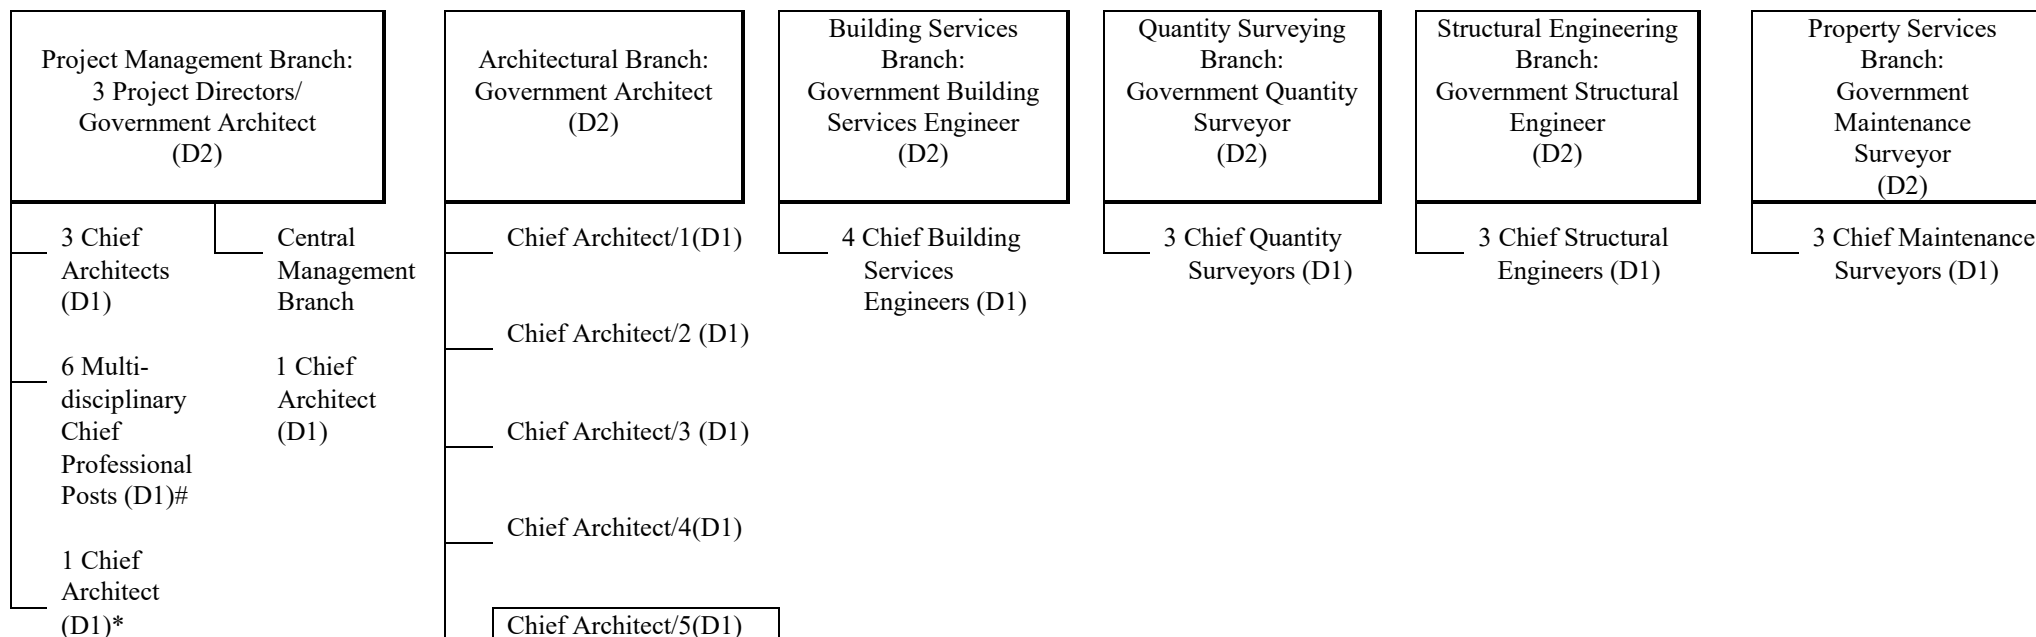 Project Management Branch:
3 Project Directors/
Government Architect
(D2)
Architectural Branch:
Government Architect
(D2)
Building Services
Branch:
Government Building
Services Engineer
(D2)
Quantity Surveying
Branch:
Government Quantity
Surveyor
(D2)
Structural Engineering
Branch:
Government Structural
Engineer
(D2)
Property Services
Branch:
Government
Maintenance
Surveyor
(D2)
3 Chief
Architects
(D1)
6 Multi-
disciplinary
Chief
Professional
Posts (D1)#
1 Chief
Architect
(D1)*
Central
Management
Branch
1 Chief
Architect
(D1)
Chief Architect/1(D1)
Chief Architect/2 (D1)
Chief Architect/3 (D1)
Chief Architect/4(D1)
Chief Architect/5(D1)
4 Chief Building
Services
Engineers (D1)
3 Chief Quantity
Surveyors (D1)
3 Chief Structural
Engineers (D1)
3 Chief Maintenance
Surveyors (D1)